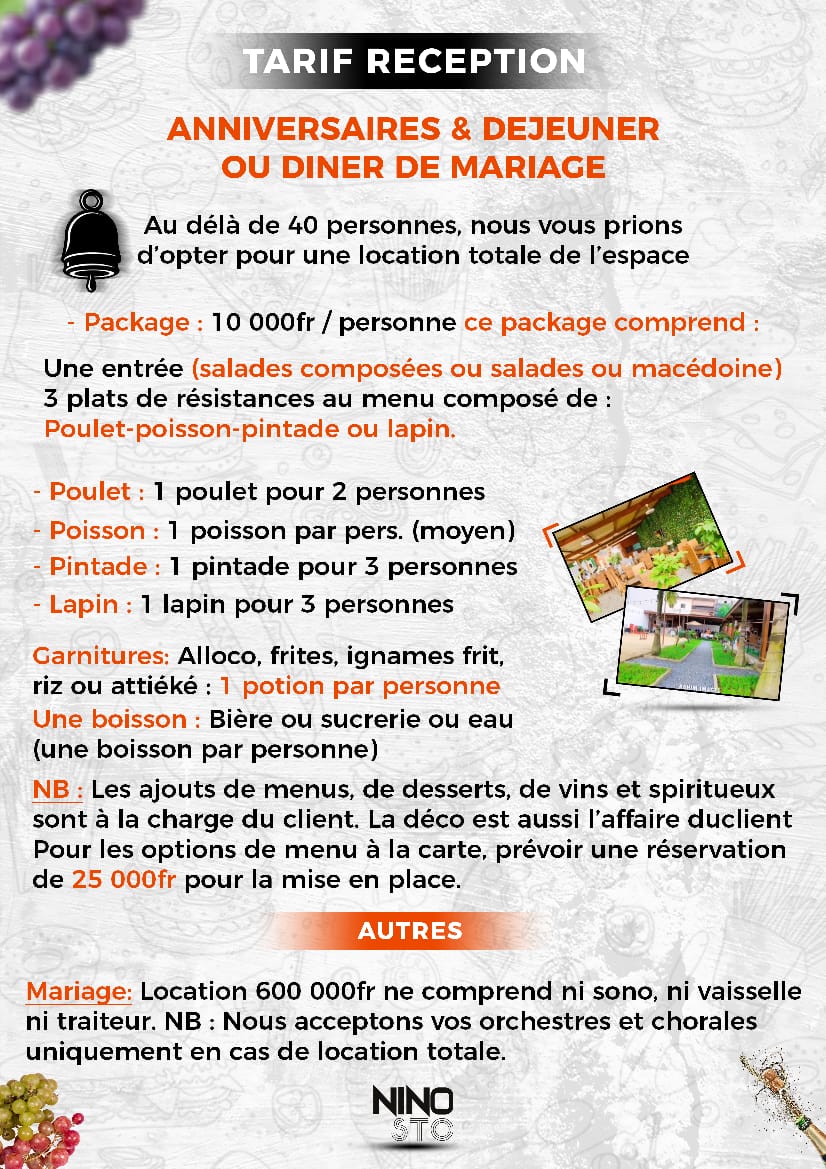 TARIF RECEPTION
ANNIVERSAIRES & DEJEUNER
OU DINER DE MARIAGE
Au délà de 40 personnes, nous vous prions
d'opter pour une location totale de l'espace
- Package : 10 000fr / personne ce package comprend :
Une entrée (salades composées ou salades ou macédoine)
3 plats de résistances au menu composé de :
Poulet-poisson-pintade ou lapin.
- Poulet : 1 poulet pour 2 personnes
- Poisson : 1 poisson par pers. (moyen)
- Pintade : 1 pintade pour 3 personnes
- Lapin : 1 lapin pour 3 personnes
Garnitures: Alloco, frites, ignames frit,
riz ou attiéké : 1 potion par personne
Une boisson : Bière ou sucrerie ou eau
(une boisson par personne)
NB : Les ajouts de menus, de desserts, de vins et spiritueux
sont à la charge du client. La déco est aussi l'affaire duclient
Pour les options de menu à la carte, prévoir une réservation
de 25 000fr pour la mise en place.
AUTRES
Mariage: Location 600 000fr ne comprend ni sono, ni vaisselle
ni traiteur. NB : Nous acceptons vos orchestres et chorales
uniquement en cas de location totale.
NINO
STC